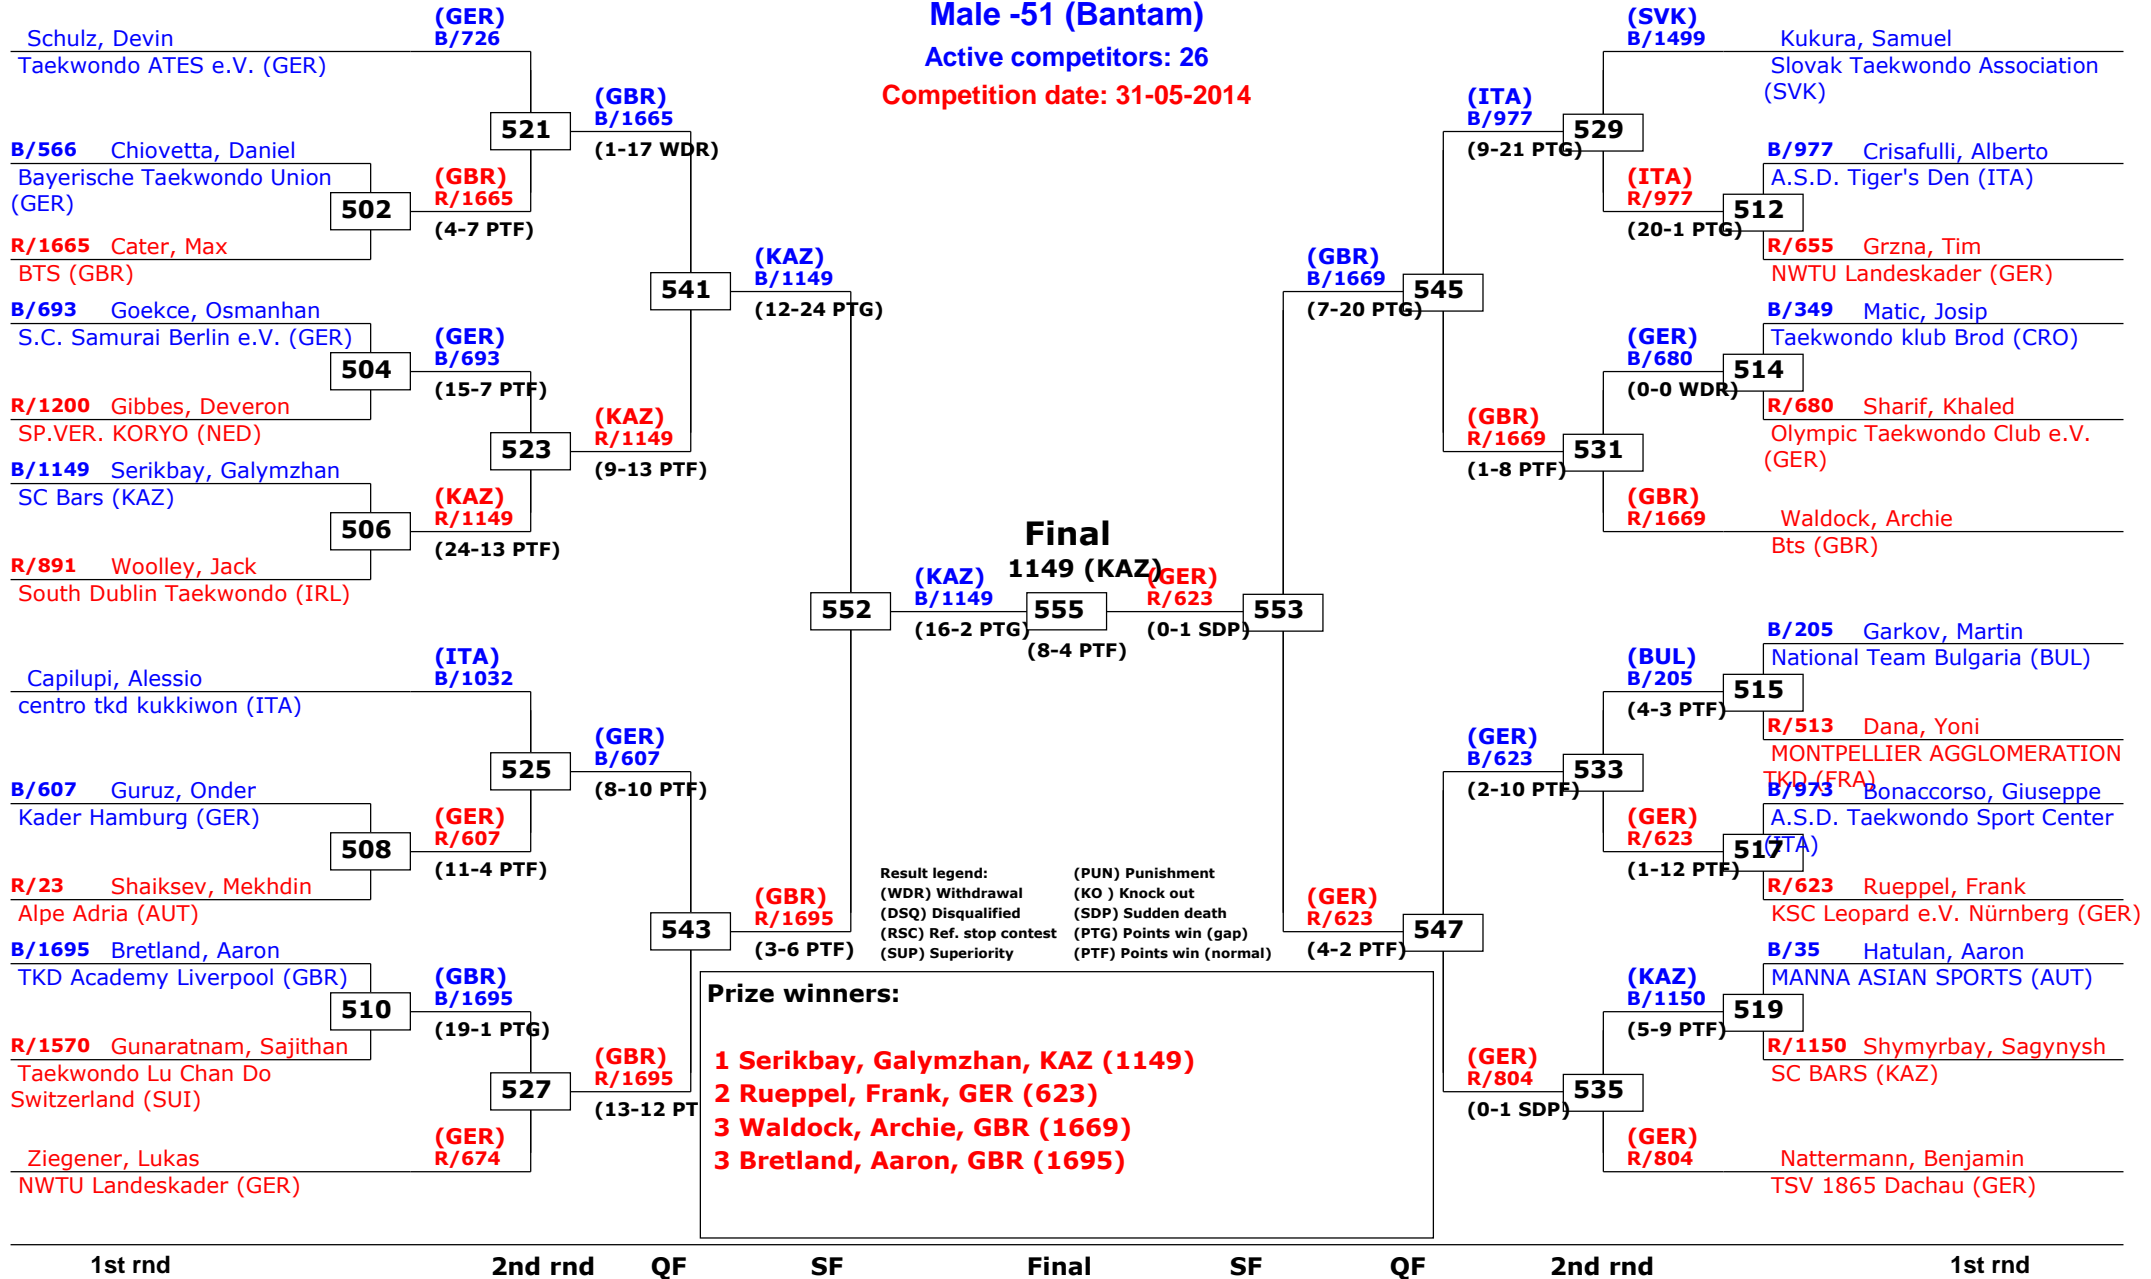 Male -51 (Bantam)
Active competitors: 26
Competition date: 31-05-2014
(GER)
B/726
Schulz, Devin
Taekwondo ATES e.V. (GER)
521
(GBR)
B/1665
(1-17 WDR)
B/566 Chiovetta, Daniel
Bayerische Taekwondo Union
(GER)
502
(GBR)
R/1665
(4-7 PTF)
R/1665 Cater, Max
BTS (GBR)
541
(KAZ)
B/1149
(12-24 PTG)
B/693 Goekce, Osmanhan
S.C. Samurai Berlin e.V. (GER)
504
(GER)
B/693
(15-7 PTF)
R/1200 Gibbes, Deveron
SP.VER. KORYO (NED)
523
(KAZ)
R/1149
(9-13 PTF)
B/1149 Serikbay, Galymzhan
SC Bars (KAZ)
506
(KAZ)
R/1149
(24-13 PTF)
R/891 Woolley, Jack
South Dublin Taekwondo (IRL)
552
(KAZ)
B/1149
(16-2 PTG)
Final
1149 (KAZ)
555
(8-4 PTF)
(GER)
R/623
(0-1 SDP)
553
(ITA)
B/1032
Capilupi, Alessio
centro tkd kukkiwon (ITA)
525
(GER)
B/607
(8-10 PTF)
B/607 Guruz, Onder
Kader Hamburg (GER)
508
(GER)
R/607
(11-4 PTF)
R/23 Shaiksev, Mekhdin
Alpe Adria (AUT)
543
(GBR)
R/1695
(3-6 PTF)
B/1695 Bretland, Aaron
TKD Academy Liverpool (GBR)
510
(GBR)
B/1695
(19-1 PTG)
R/1570 Gunaratnam, Sajithan
Taekwondo Lu Chan Do
Switzerland (SUI)
527
(GBR)
R/1695
(13-12 PT
(GER)
R/674
Ziegener, Lukas
NWTU Landeskader (GER)
(SVK)
B/1499
Kukura, Samuel
Slovak Taekwondo Association
(SVK)
(ITA)
B/977
529
(9-21 PTG)
B/977 Crisafulli, Alberto
A.S.D. Tiger's Den (ITA)
(ITA)
R/977
512
(20-1 PTG)
R/655 Grzna, Tim
NWTU Landeskader (GER)
(GBR)
B/1669
545
(7-20 PTG)
B/349 Matic, Josip
Taekwondo klub Brod (CRO)
(GER)
B/680
514
(0-0 WDR)
R/680 Sharif, Khaled
Olympic Taekwondo Club e.V.
(GER)
(GBR)
R/1669
531
(1-8 PTF)
(GBR)
R/1669
Waldock, Archie
Bts (GBR)
B/205 Garkov, Martin
National Team Bulgaria (BUL)
(BUL)
B/205
515
(4-3 PTF)
R/513 Dana, Yoni
MONTPELLIER AGGLOMERATION
TKD (FRA)
(GER)
B/623
533
(2-10 PTF)
B/973 Bonaccorso, Giuseppe
A.S.D. Taekwondo Sport Center
(ITA)
(GER)
R/623
517
(1-12 PTF)
R/623 Rueppel, Frank
KSC Leopard e.V. Nürnberg (GER)
(GER)
R/623
547
(4-2 PTF)
B/35 Hatulan, Aaron
MANNA ASIAN SPORTS (AUT)
(KAZ)
B/1150
519
(5-9 PTF)
R/1150 Shymyrbay, Sagynysh
SC BARS (KAZ)
(GER)
R/804
535
(0-1 SDP)
(GER)
R/804
Nattermann, Benjamin
TSV 1865 Dachau (GER)
Result legend: (PUN) Punishment
(WDR) Withdrawal (KO ) Knock out
(DSQ) Disqualified (SDP) Sudden death
(RSC) Ref. stop contest (PTG) Points win (gap)
(SUP) Superiority (PTF) Points win (normal)
Prize winners:
1 Serikbay, Galymzhan, KAZ (1149)
2 Rueppel, Frank, GER (623)
3 Waldock, Archie, GBR (1669)
3 Bretland, Aaron, GBR (1695)
1st rnd 2nd rnd QF SF Final SF QF 2nd rnd 1st rnd